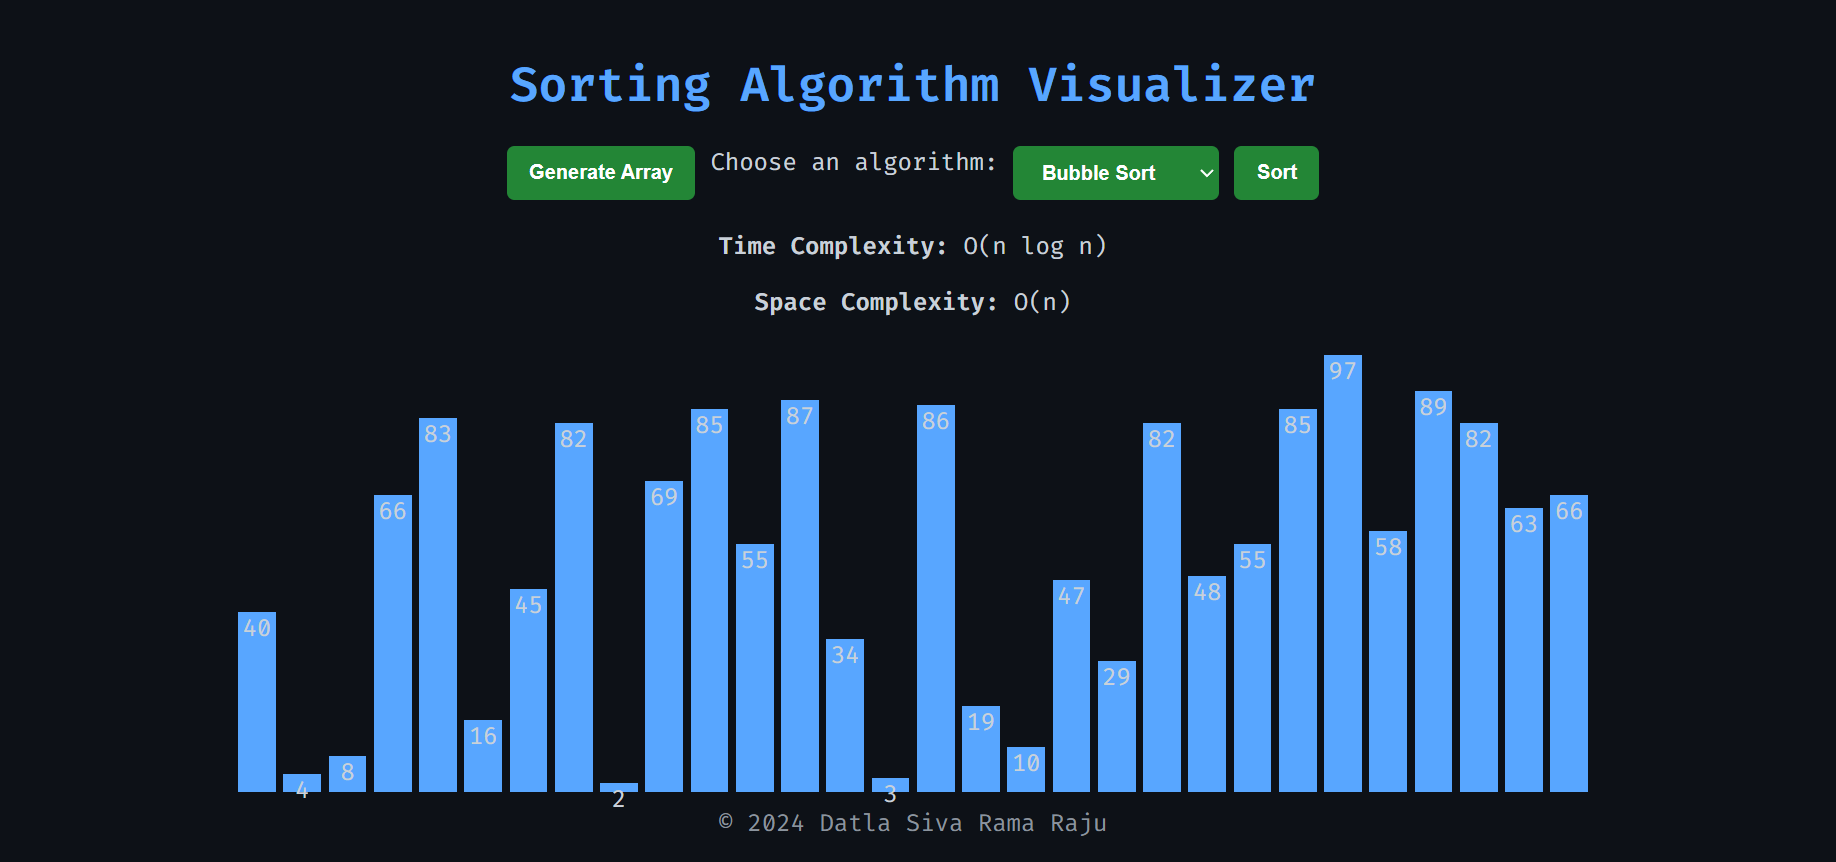 Sorting Algorithm Visualizer
Generate Array Choose an algorithm: Bubble Sort Sort
Time Complexity: O(n log n)
Space Complexity: O(n)
40 4 8 66 83 16 45 82 2 69 85 55 87 34 3 86 19 10 47 29 82 48 55 85 97 58 89 82 63 66
© 2024 Datla Siva Rama Raju